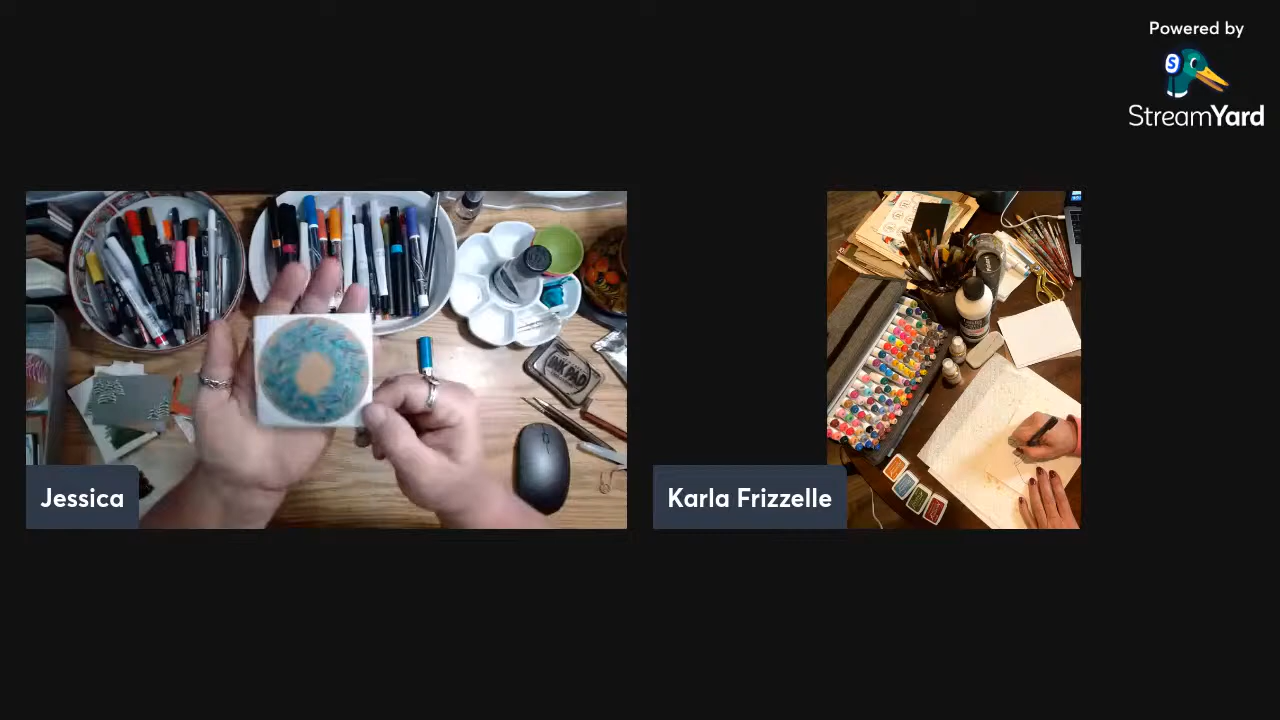 Powered by
S
StreamYard
INK PAD
Jessica
Karla Frizzelle